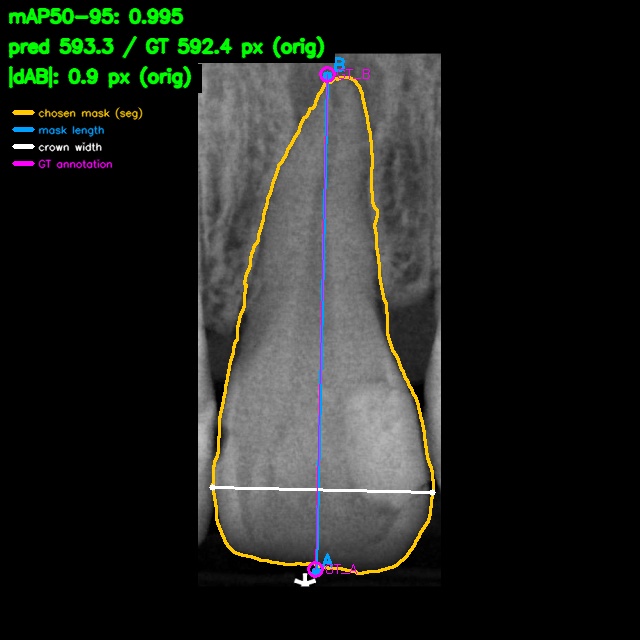 mAP50-95: 0.995
pred 593.3 / GT 592.4 px (orig)
|dAB|: 0.9 px (orig)
chosen mask (seg)
mask length
crown width
GT annotation
B
GT_B
A
GT_A